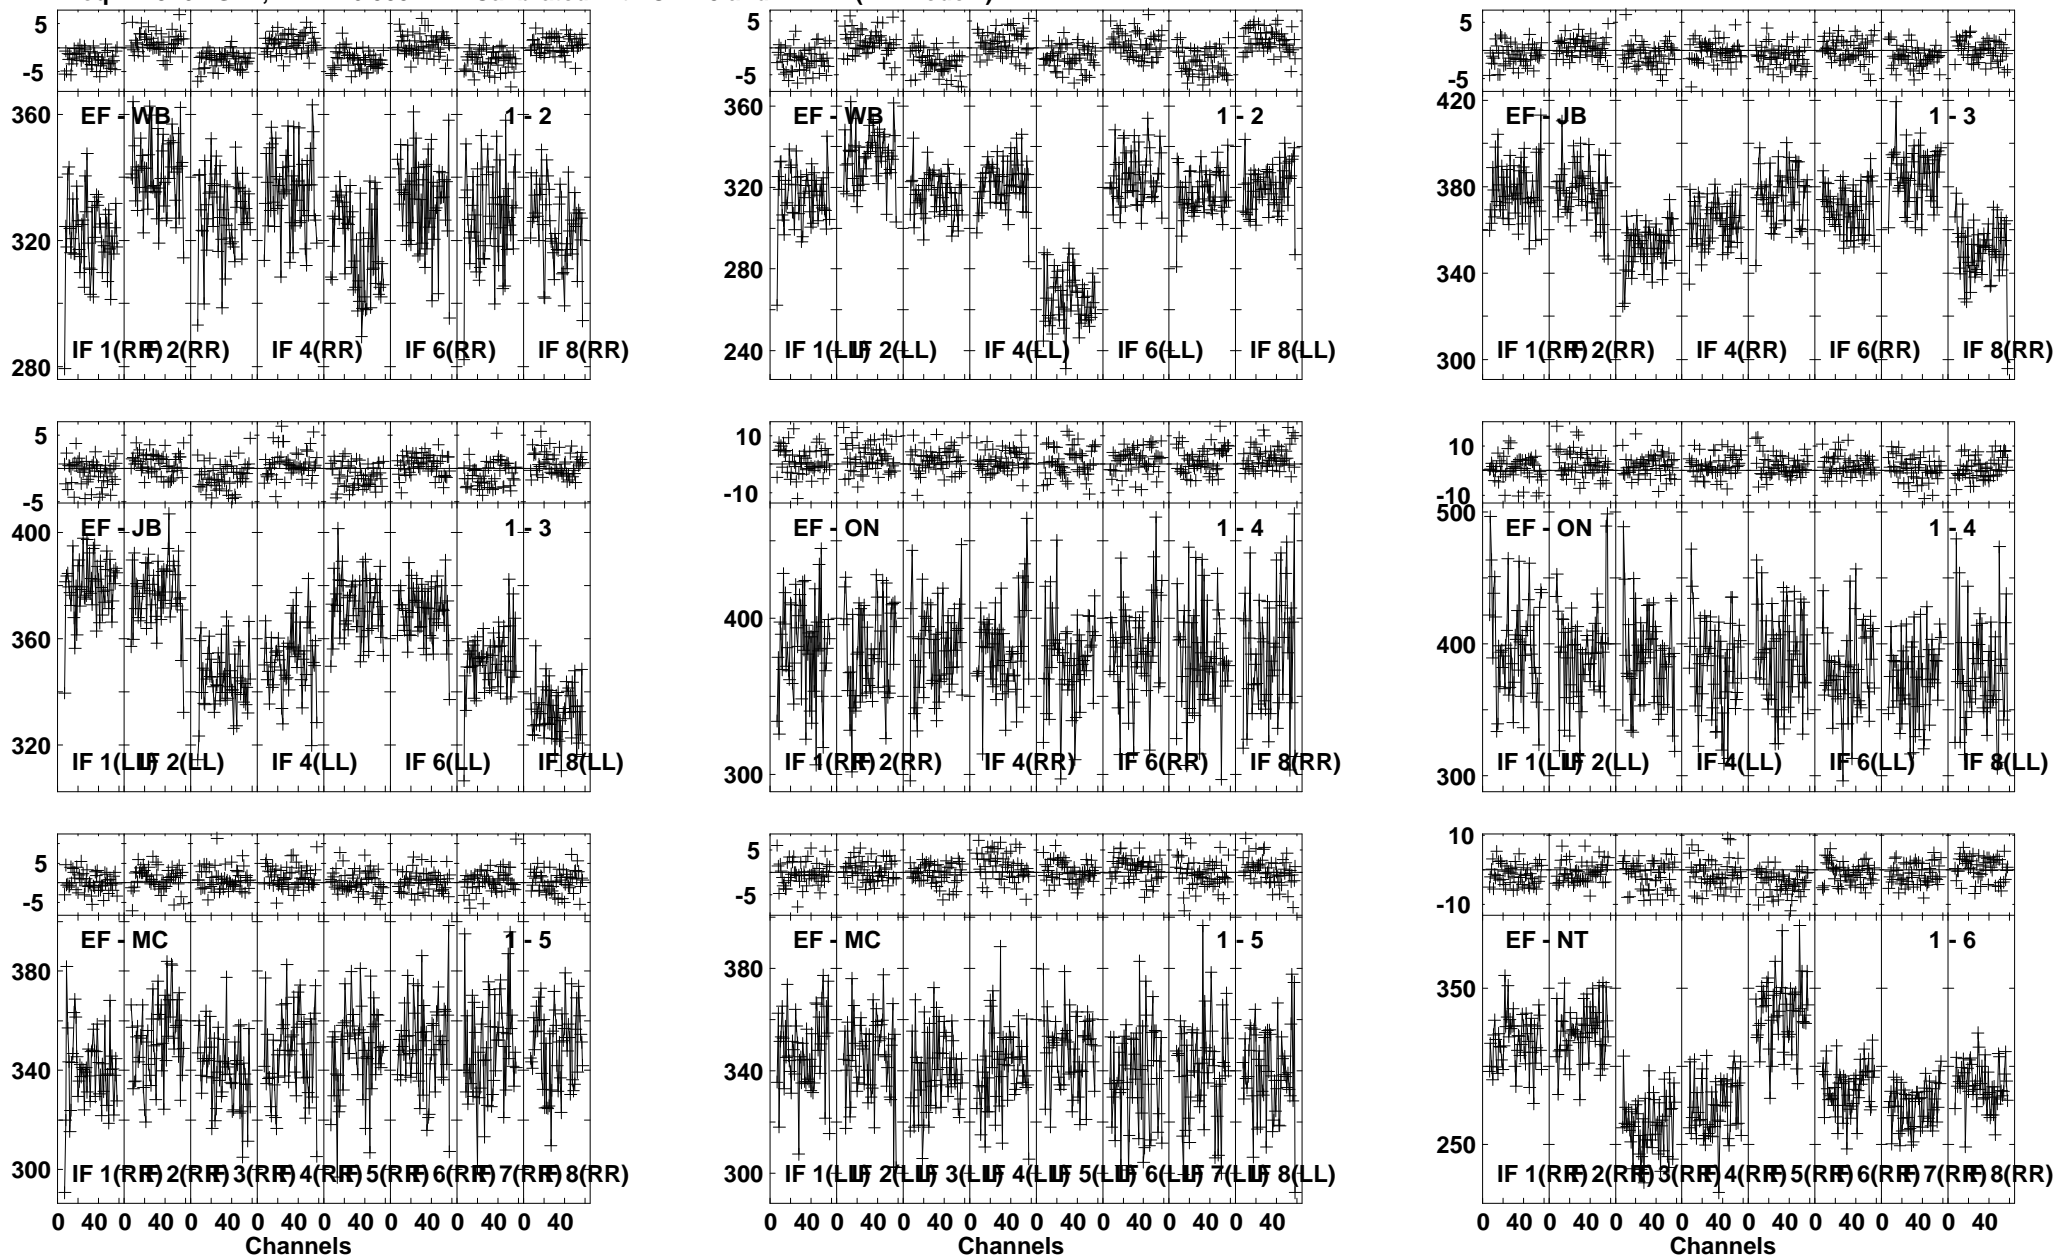 5
-5
360
320
280
EF - WB
1 - 2
IF 1(RR)
IF 2(RR)
IF 4(RR)
IF 6(RR)
IF 8(RR)
5
-5
360
320
280
240
EF - WB
1 - 2
IF 1(LL)
IF 2(LL)
IF 4(LL)
IF 6(LL)
IF 8(LL)
5
-5
420
380
340
300
EF - JB
1 - 3
IF 1(RR)
IF 2(RR)
IF 4(RR)
IF 6(RR)
IF 8(RR)
5
-5
400
360
320
EF - JB
1 - 3
IF 1(LL)
IF 2(LL)
IF 4(LL)
IF 6(LL)
IF 8(LL)
10
-10
400
300
EF - ON
1 - 4
IF 1(RR)
IF 2(RR)
IF 4(RR)
IF 6(RR)
IF 8(RR)
10
-10
500
400
300
EF - ON
1 - 4
IF 1(LL)
IF 2(LL)
IF 4(LL)
IF 6(LL)
IF 8(LL)
5
-5
380
340
300
EF - MC
1 - 5
IF 1(RR)
IF 2(RR)
IF 3(RR)
IF 4(RR)
IF 5(RR)
IF 6(RR)
IF 7(RR)
IF 8(RR)
0 40 0 40 0 40 0 40 0 40 0 40 0 40 0 40
Channels
5
-5
380
340
300
EF - MC
1 - 5
IF 1(LL)
IF 2(LL)
IF 3(LL)
IF 4(LL)
IF 5(LL)
IF 6(LL)
IF 7(LL)
IF 8(LL)
0 40 0 40 0 40 0 40 0 40 0 40 0 40 0 40
Channels
10
-10
350
250
EF - NT
1 - 6
IF 1(RR)
IF 2(RR)
IF 3(RR)
IF 4(RR)
IF 5(RR)
IF 6(RR)
IF 7(RR)
IF 8(RR)
0 40 0 40 0 40 0 40 0 40 0 40 0 40 0 40
Channels